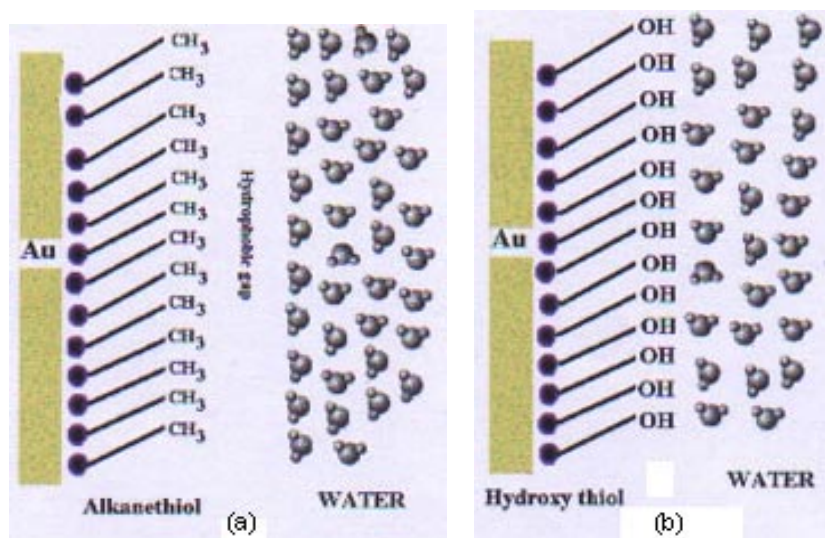 CH₃
CH₃
CH₃
CH₃
CH₃
CH₃
CH₃
CH₃
CH₃
CH₃
CH₃
CH₃
CH₃
Au
Hydrophobic gap
Alkanethiol
WATER
(a)
OH
OH
OH
OH
OH
OH
OH
OH
OH
OH
OH
OH
OH
Au
Hydroxy thiol
WATER
(b)